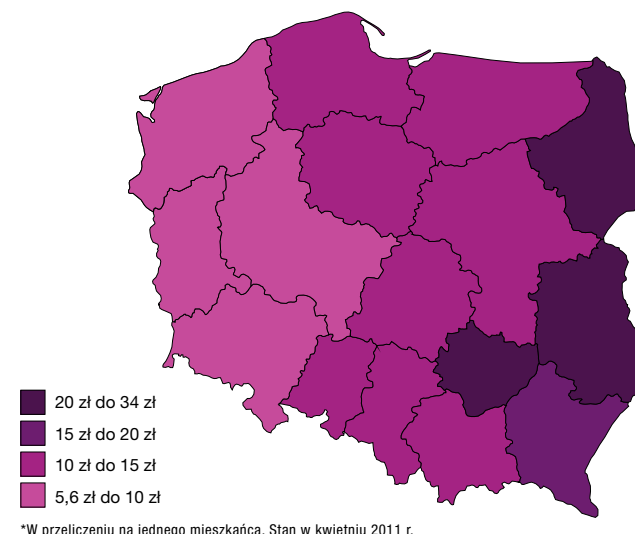 20 zł do 34 zł
15 zł do 20 zł
10 zł do 15 zł
5,6 zł do 10 zł
*W przeliczeniu na jednego mieszkańca. Stan w kwietniu 2011 r.